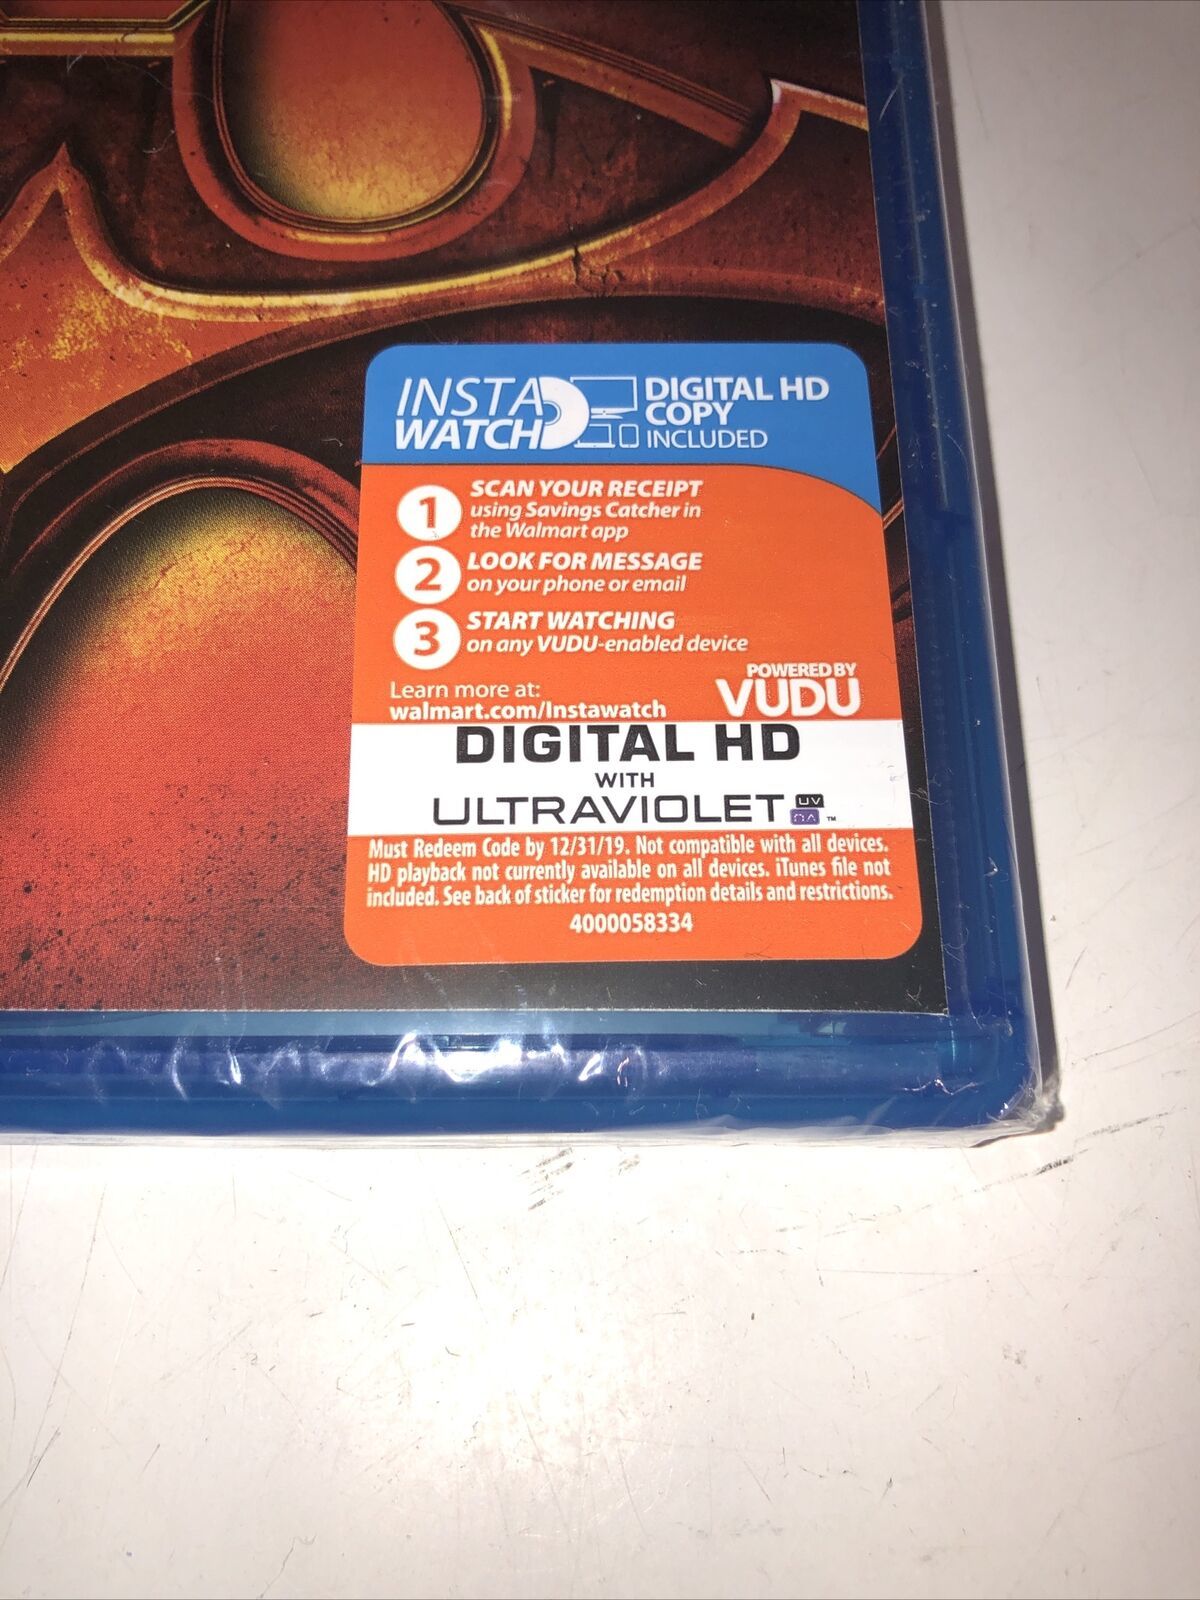 INSTA
WATCH
DIGITAL HD
COPY
INCLUDED
1
SCAN YOUR RECEIPT
using Savings Catcher in
the Walmart app
2
LOOK FOR MESSAGE
on your phone or email
3
START WATCHING
on any VUDU-enabled device
Learn more at:
walmart.com/Instawatch
POWERED BY
VUDU
DIGITAL HD
WITH
ULTRAVIOLET UV ™
Must Redeem Code by 12/31/19. Not compatible with all devices.
HD playback not currently available on all devices. iTunes file not
included. See back of sticker for redemption details and restrictions.
4000058334